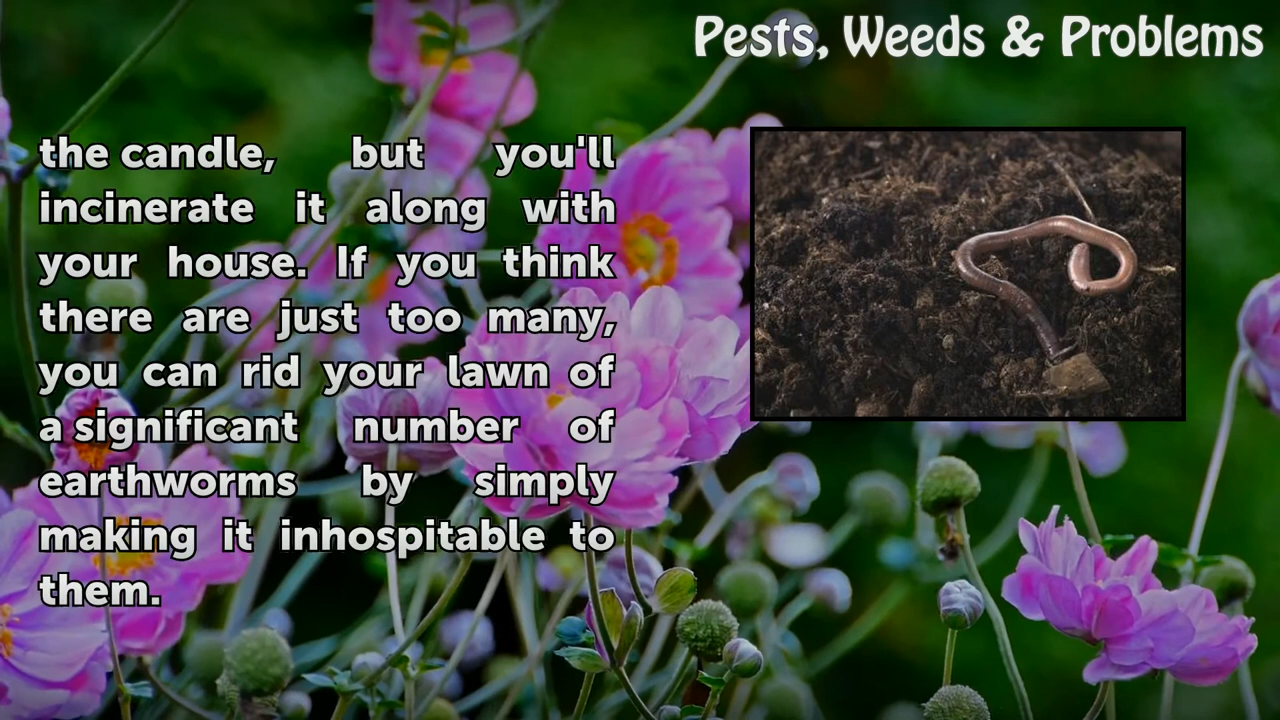 Pests, Weeds & Problems
the candle, but you'll
incinerate it along with
your house. If you think
there are just too many,
you can rid your lawn of
a significant number of
earthworms by simply
making it inhospitable to
them.